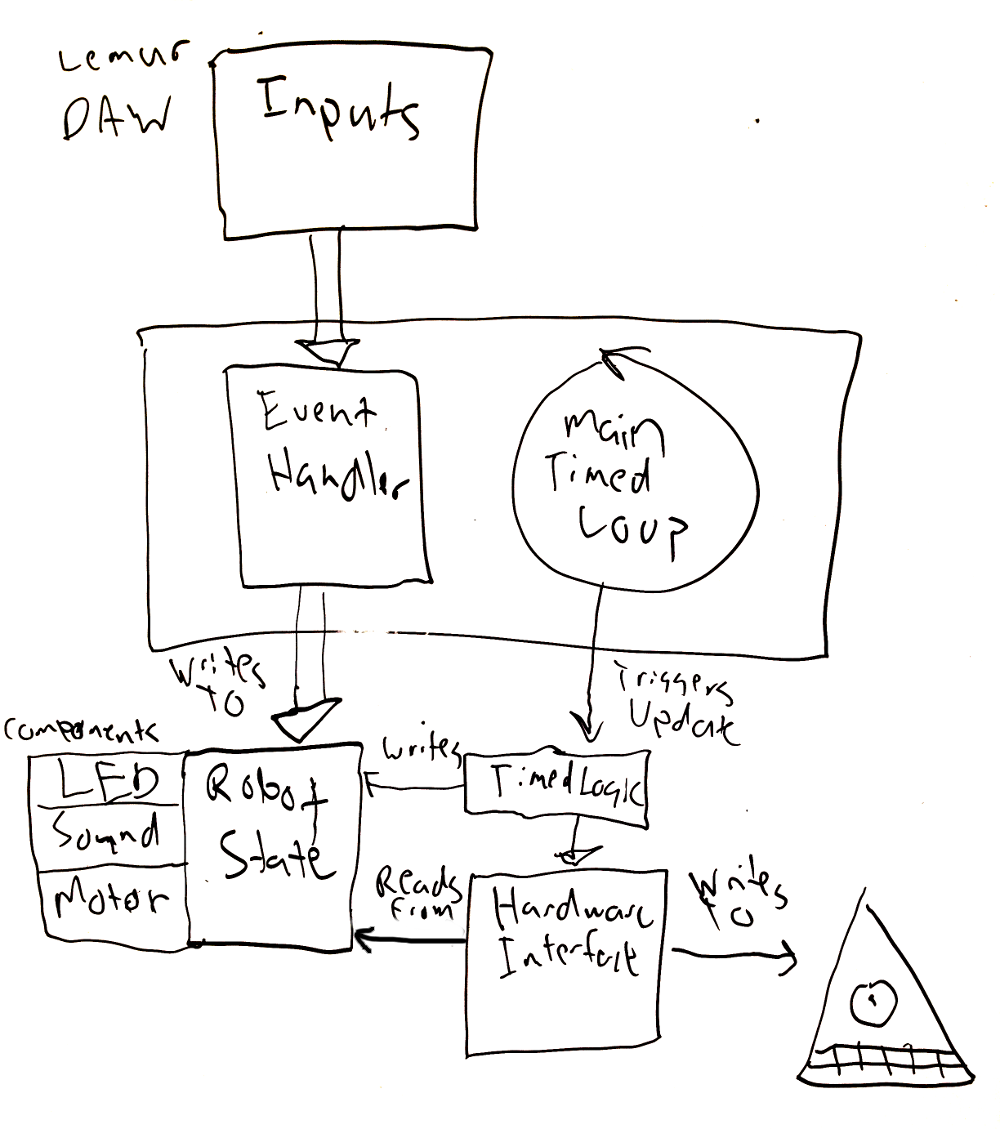 Lemur
DAW
Inputs
Event
Handler
Main
Timed
Loop
Writes
To
Triggers
Update
Components
LED
Sound
Motor
Robot
State
Writes
Timed Logic
Reads
From
Hardware
Interface
Writes
To